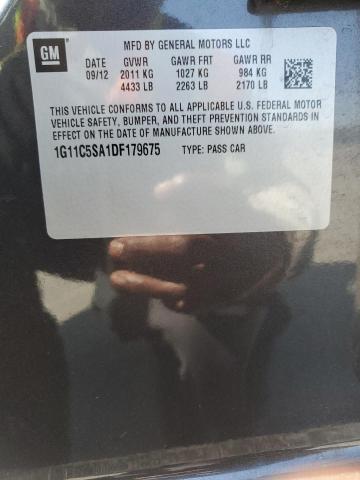 GM
MFD BY GENERAL MOTORS LLC
DATE GVWR GAWR FRT GAWR RR
09/12 2011 KG 1027 KG 984 KG
4433 LB 2263 LB 2170 LB
THIS VEHICLE CONFORMS TO ALL APPLICABLE U.S. FEDERAL MOTOR
VEHICLE SAFETY, BUMPER, AND THEFT PREVENTION STANDARDS
IN EFFECT ON THE DATE OF MANUFACTURE SHOWN ABOVE.
1G11C5SA1DF179675 TYPE: PASS CAR